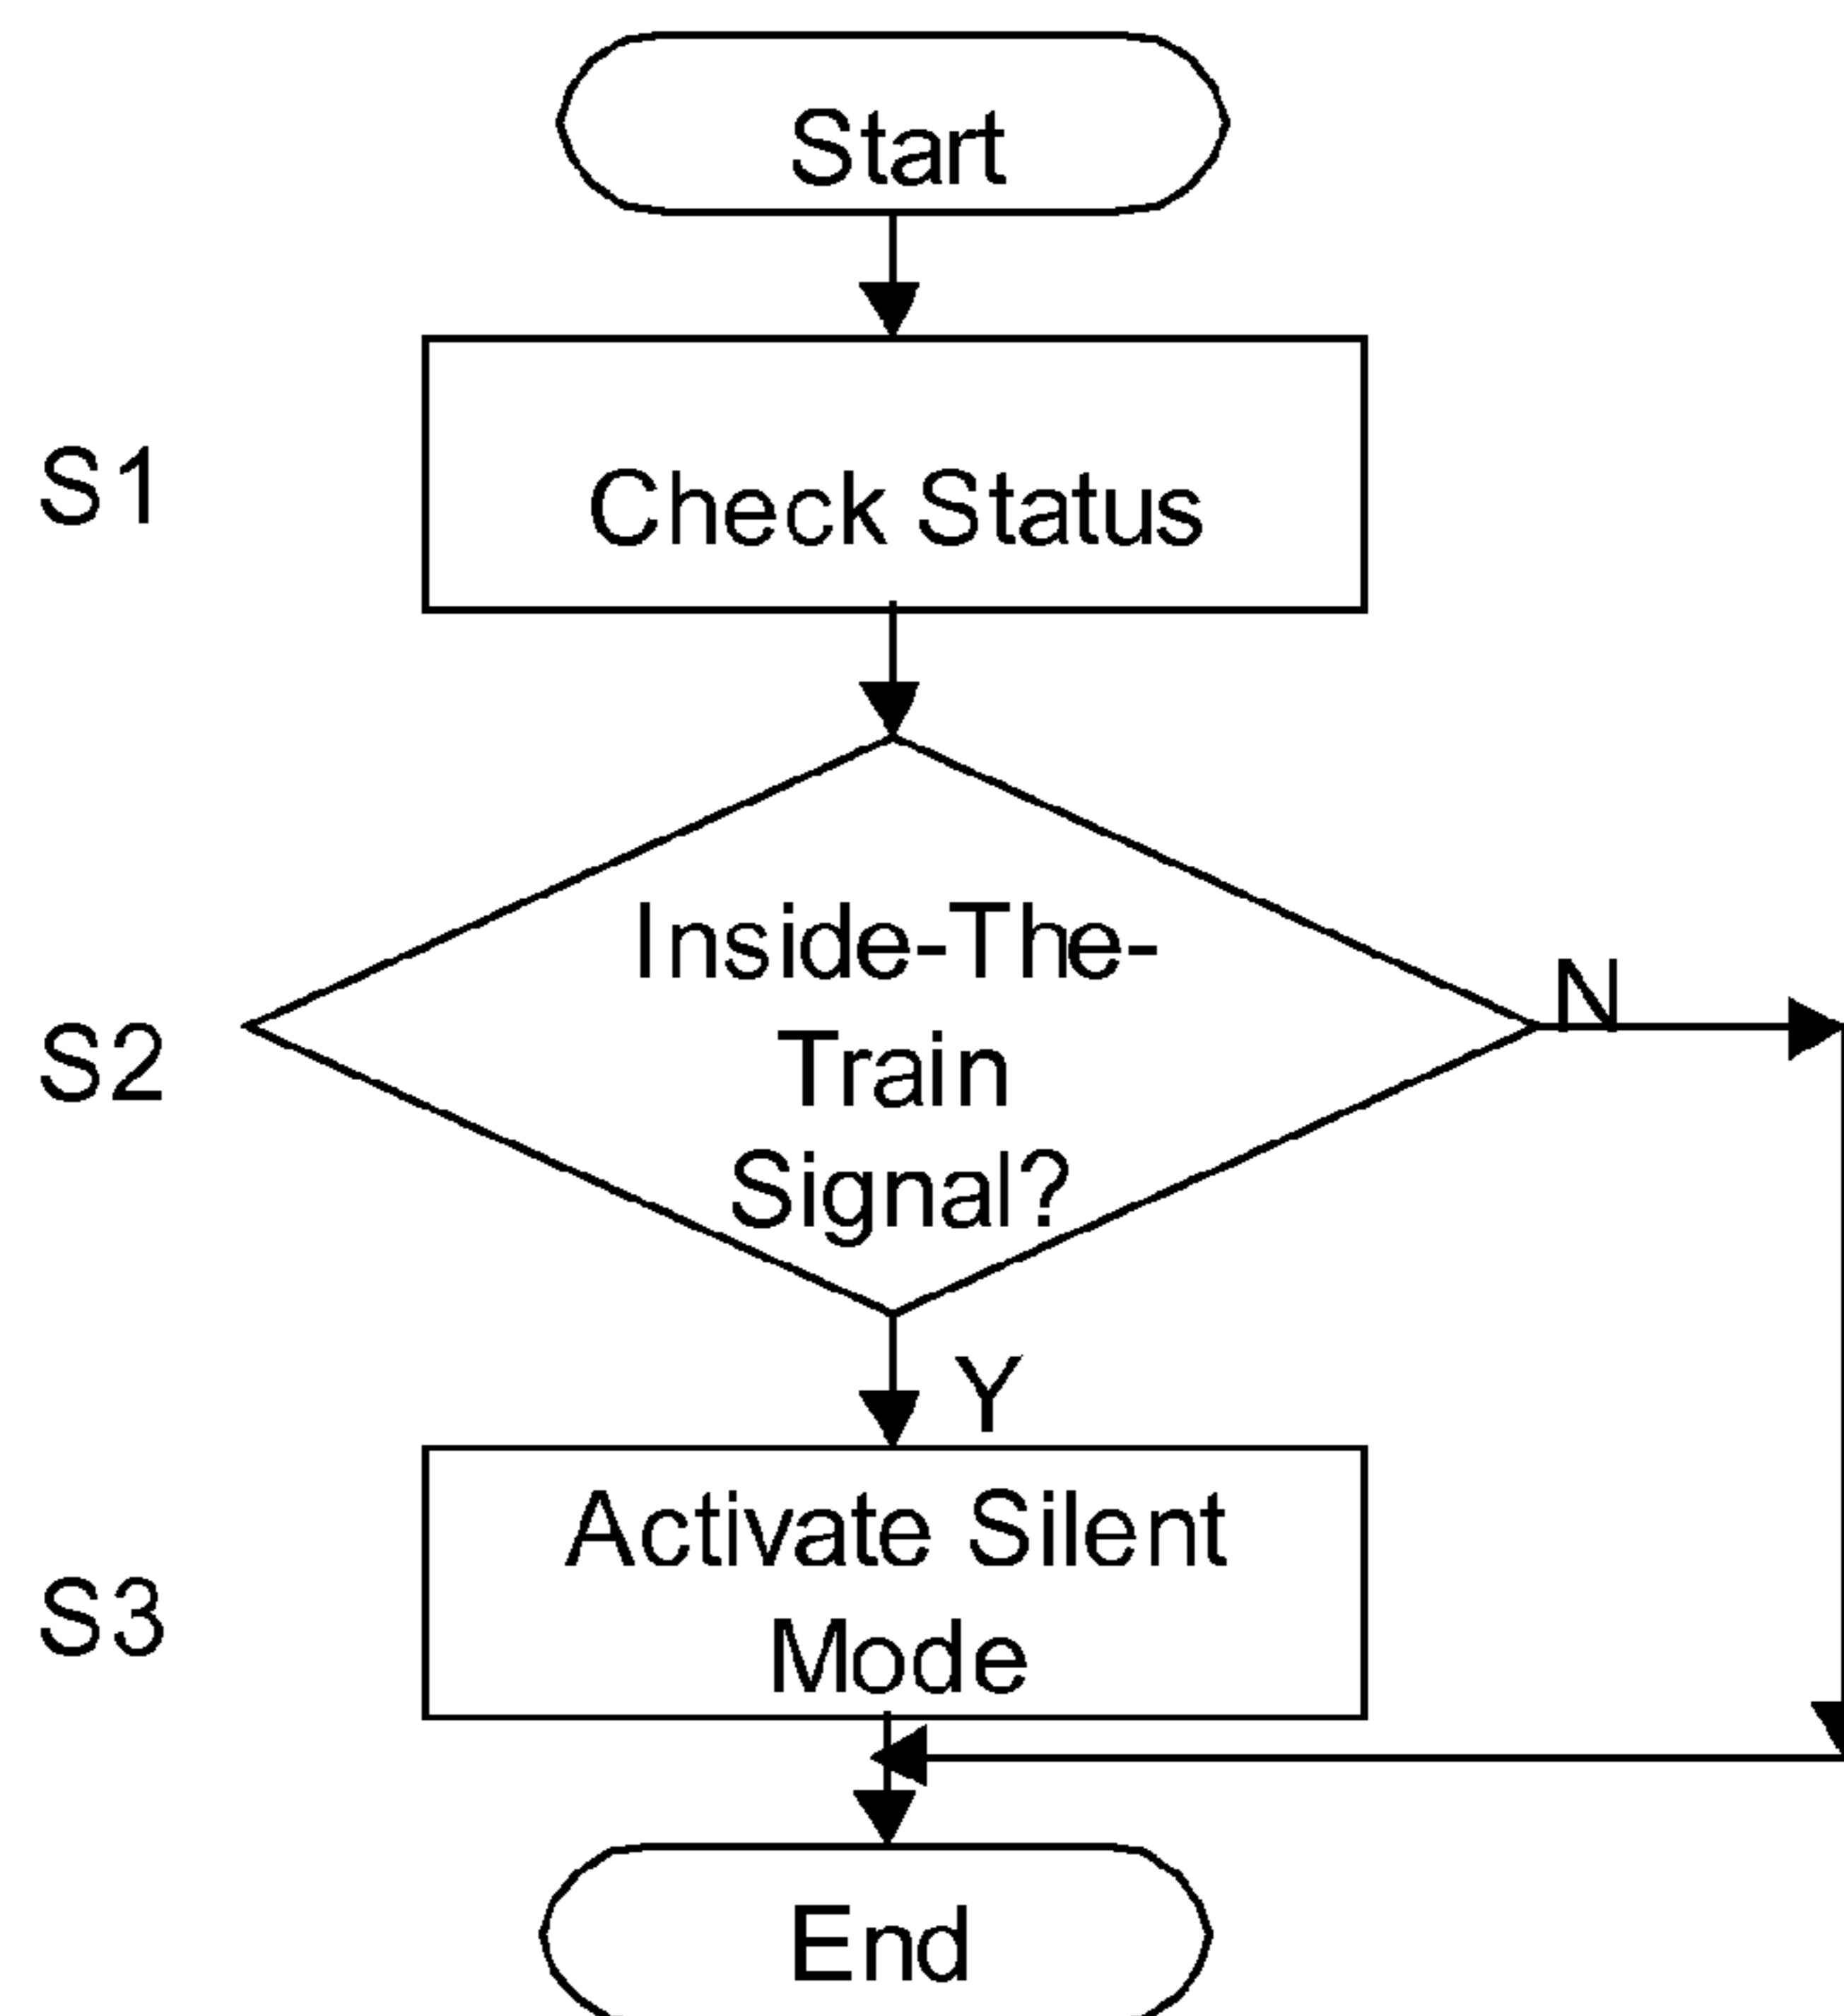 Start
S1
Check Status
Inside-The-
N
S2
Train
Signal?
Y
Activate Silent
S3
Mode
End